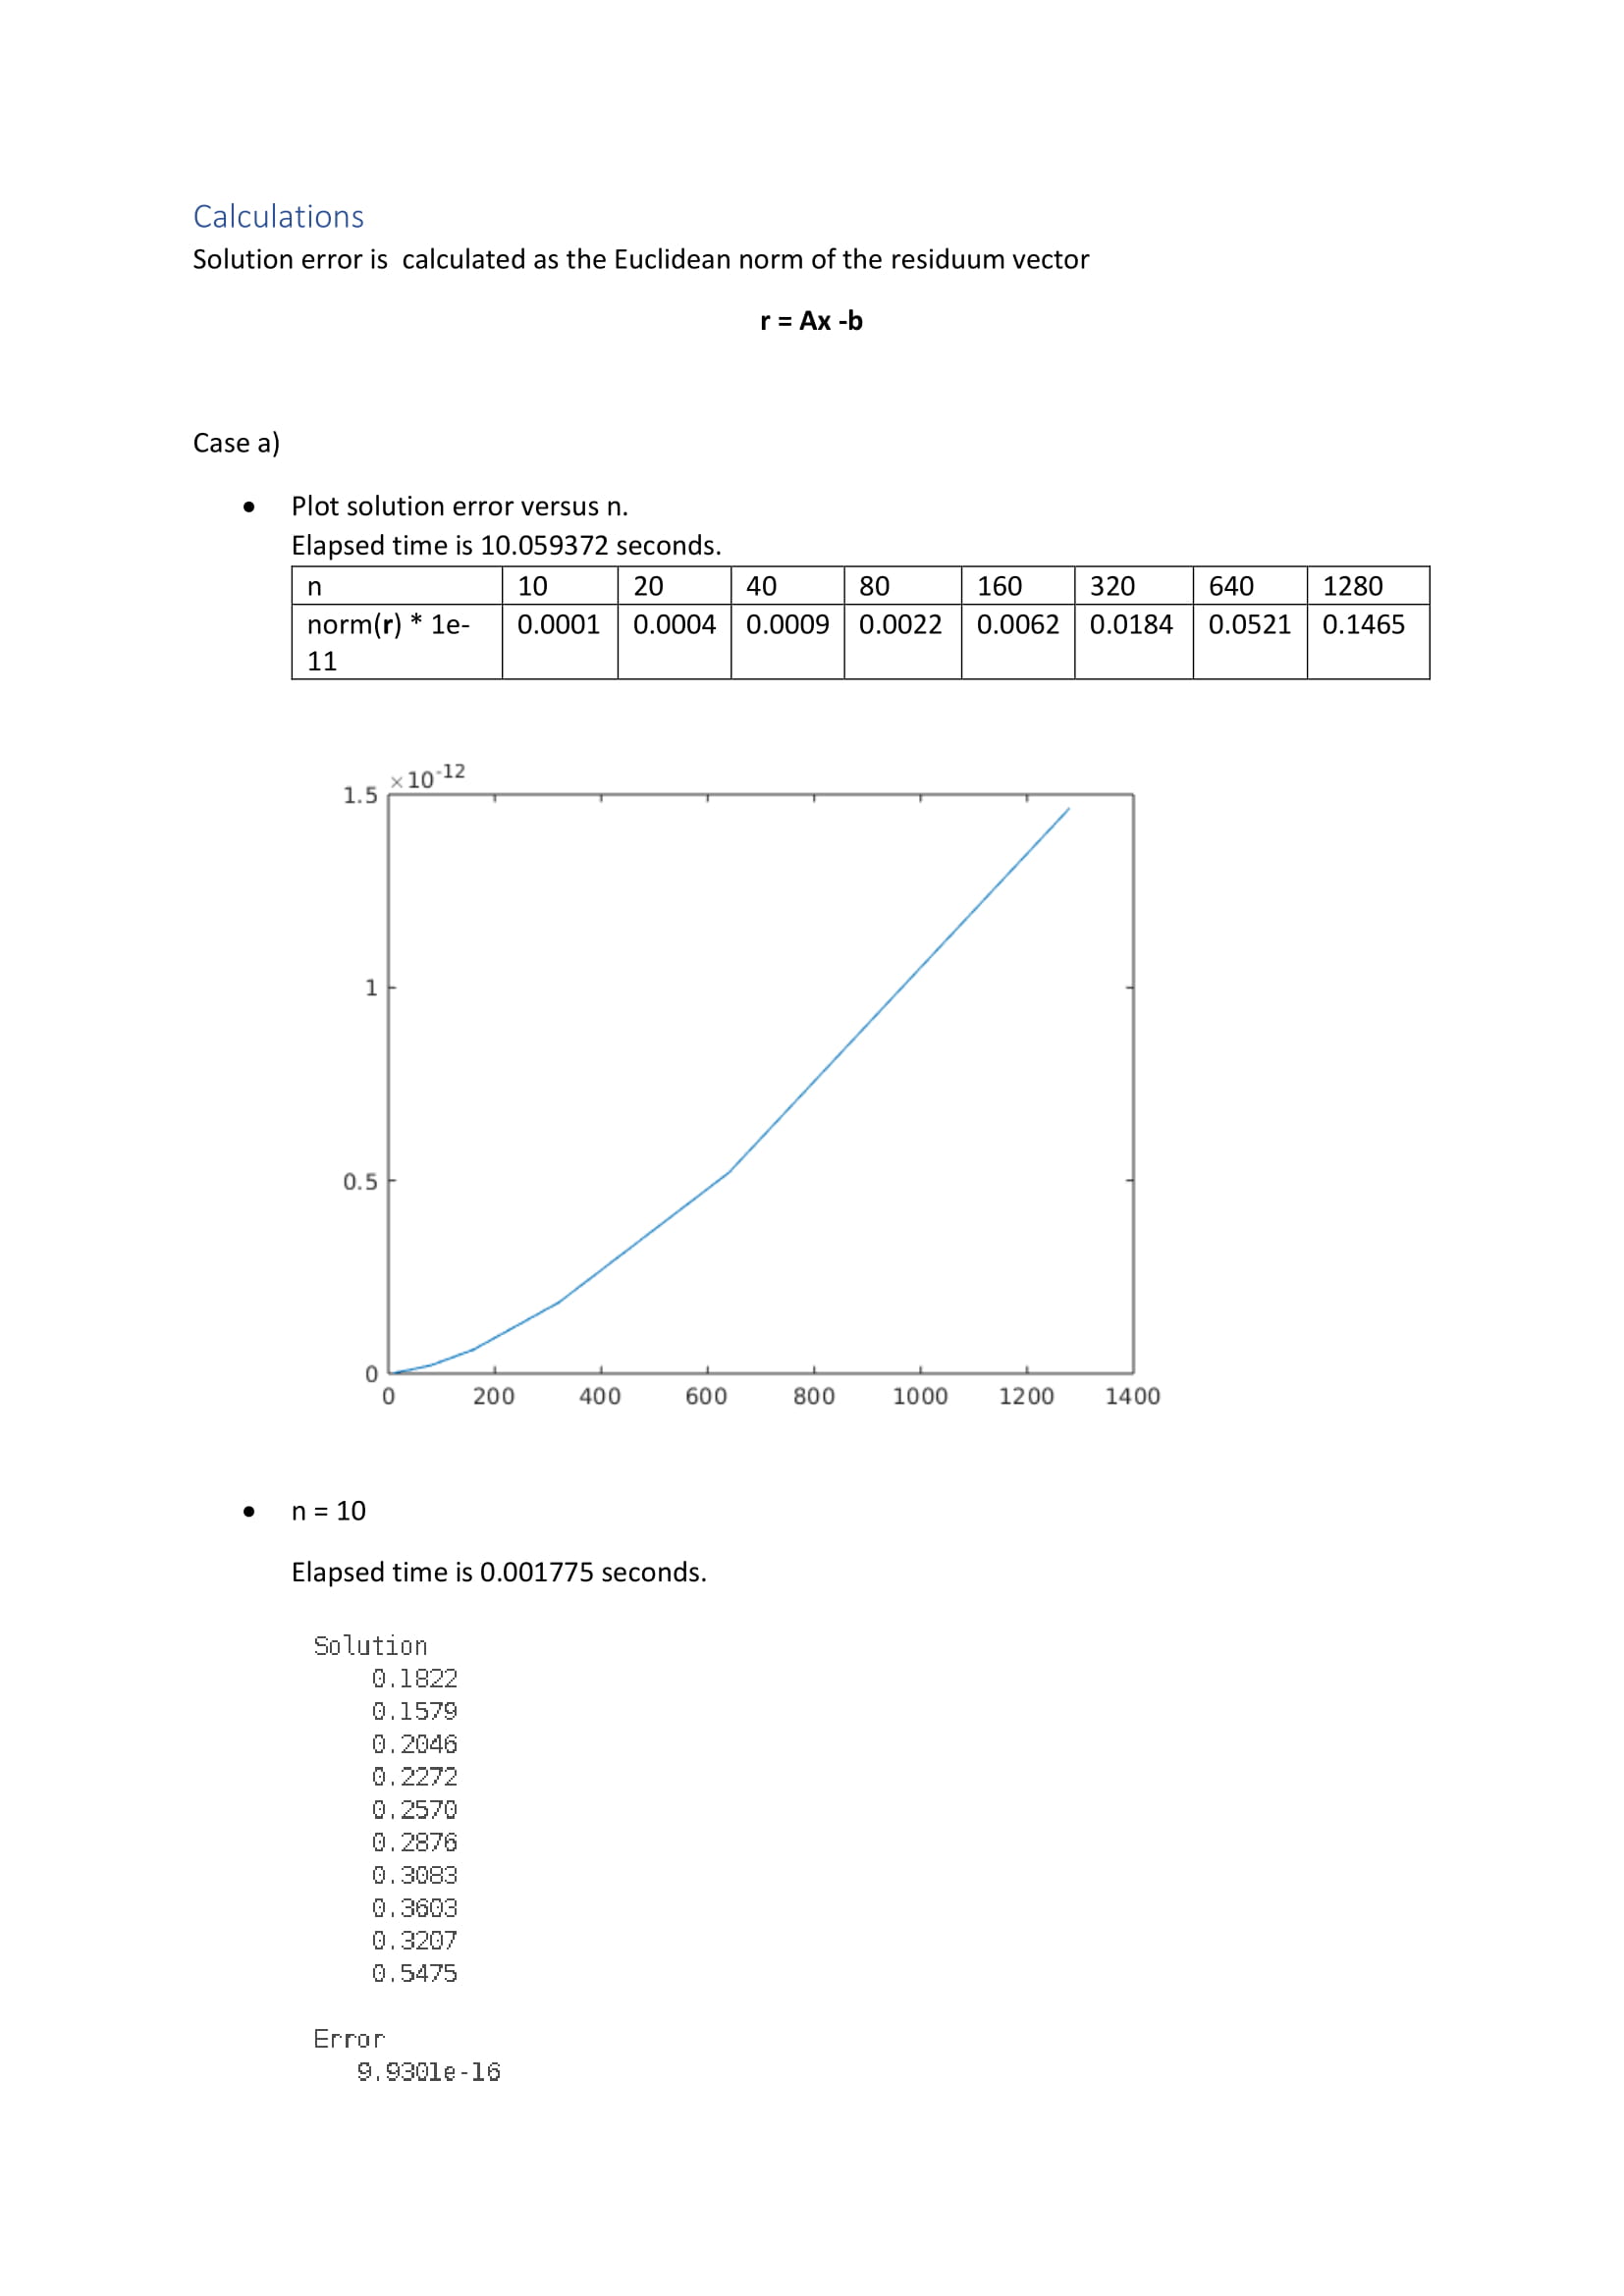 Calculations
Solution error is  calculated as the Euclidean norm of the residuum vector
r = Ax -b
Case a)
• Plot solution error versus n.
Elapsed time is 10.059372 seconds.
n 10 20 40 80 160 320 640 1280
norm(r) * 1e- 0.0001 0.0004 0.0009 0.0022 0.0062 0.0184 0.0521 0.1465
11
×10-12
1.5
1
0.5
0
0 200 400 600 800 1000 1200 1400
• n = 10
Elapsed time is 0.001775 seconds.
Solution
0.1822
0.1579
0.2046
0.2272
0.2570
0.2876
0.3083
0.3603
0.3207
0.5475
Error
9.9301e-16